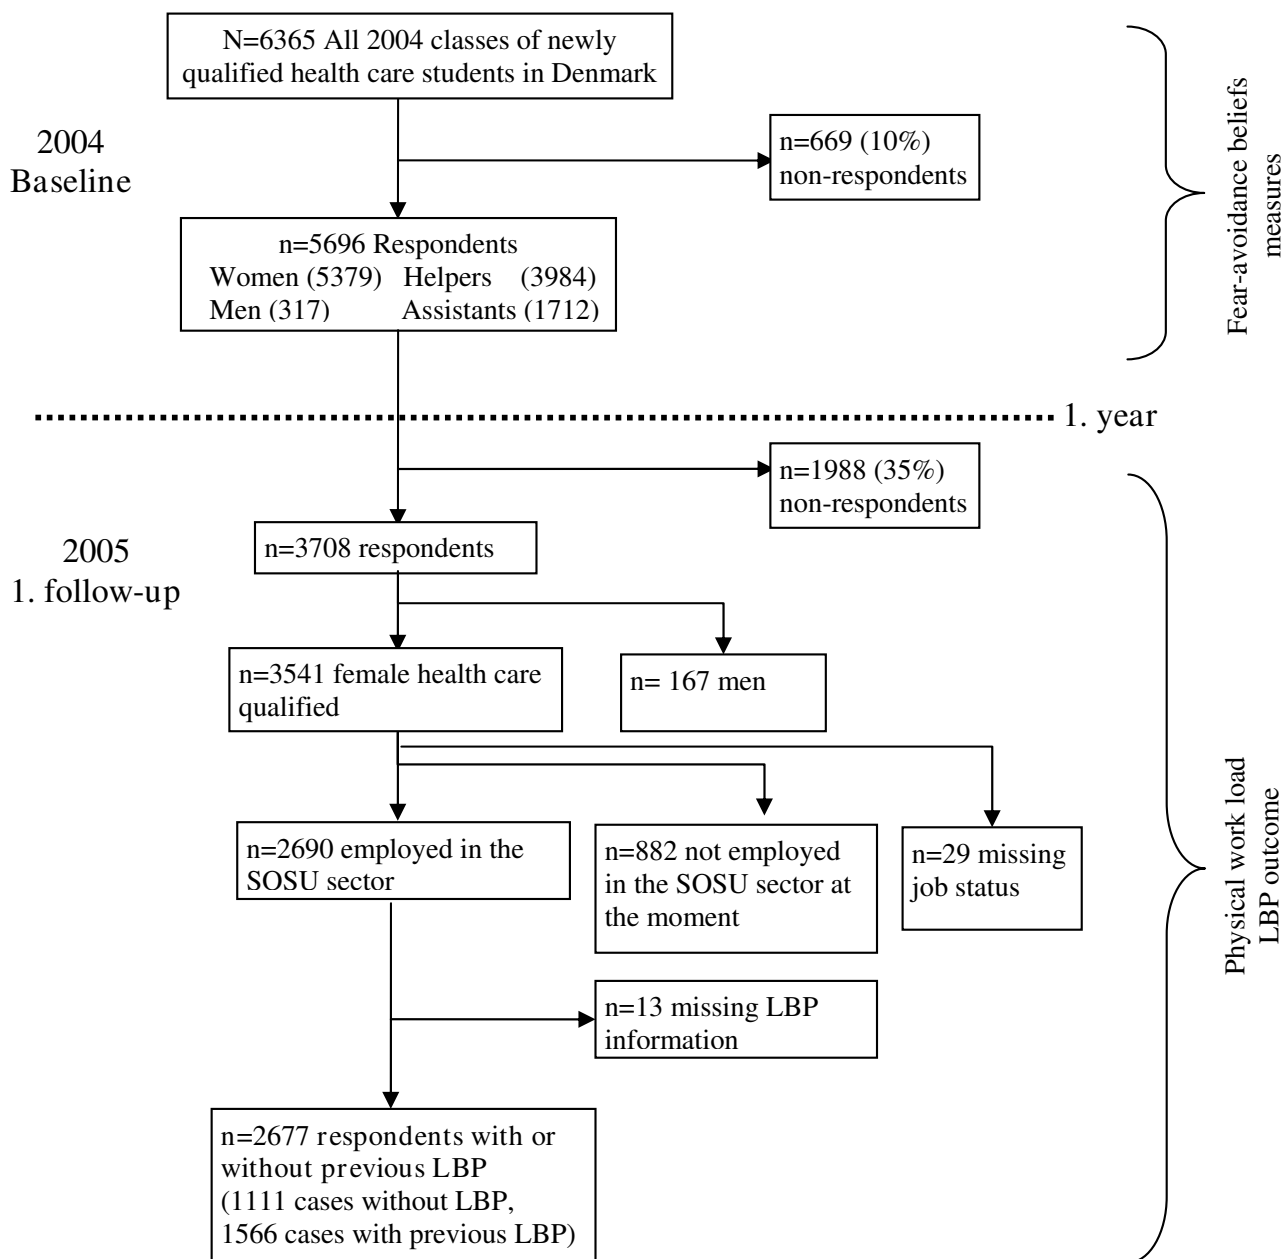 N=6365 All 2004 classes of newly
qualified health care students in Denmark
2004
Baseline
n=669 (10%)
non-respondents
n=5696 Respondents
Women (5379) Helpers (3984)
Men (317) Assistants (1712)
Fear-avoidance beliefs
measures
1. year
n=1988 (35%)
non-respondents
2005
1. follow-up
n=3708 respondents
n=3541 female health care
qualified
n= 167 men
n=2690 employed in the
SOSU sector
n=882 not employed
in the SOSU sector at
the moment
n=29 missing
job status
Physical work load
LBP outcome
n=13 missing LBP
information
n=2677 respondents with or
without previous LBP
(1111 cases without LBP,
1566 cases with previous LBP)